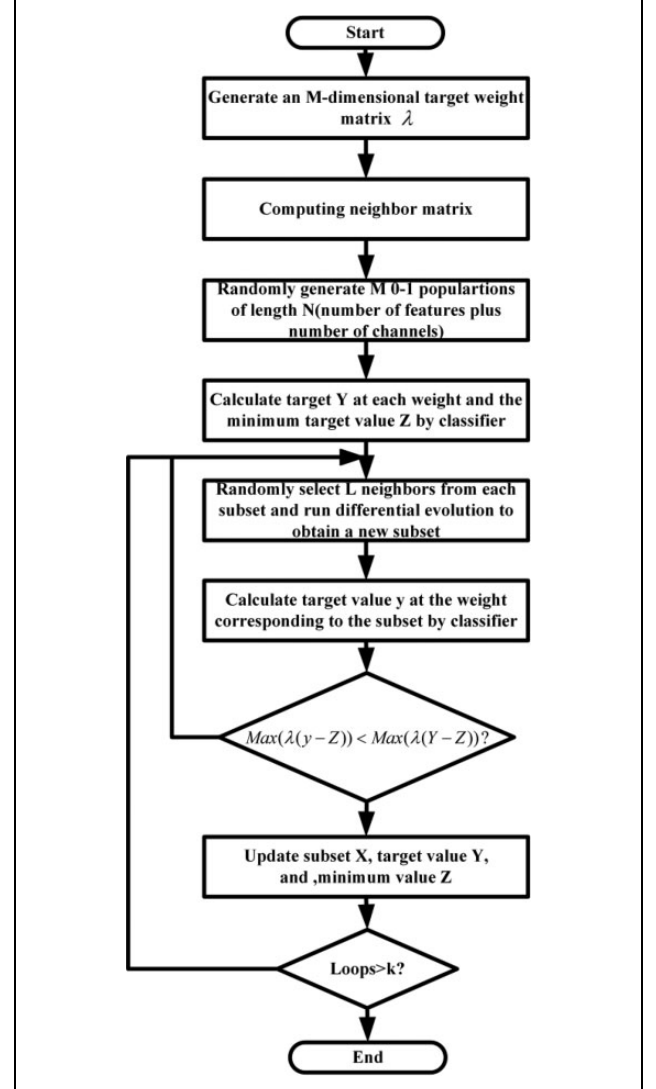 Start
Generate an M-dimensional target weight
matrix λ
Computing neighbor matrix
Randomly generate M 0-1 populartions
of length N(number of features plus
number of channels)
Calculate target Y at each weight and the
minimum target value Z by classifier
Randomly select L neighbors from each
subset and run differential evolution to
obtain a new subset
Calculate target value y at the weight
corresponding to the subset by classifier
Max(λ(y−Z)) < Max(λ(Y−Z))?
Update subset X, target value Y,
and ,minimum value Z
Loops>k?
End